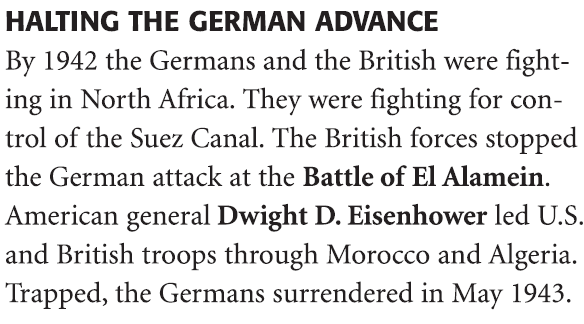 HALTING THE GERMAN ADVANCE
By 1942 the Germans and the British were fight-
ing in North Africa. They were fighting for con-
trol of the Suez Canal. The British forces stopped
the German attack at the Battle of El Alamein.
American general Dwight D. Eisenhower led U.S.
and British troops through Morocco and Algeria.
Trapped, the Germans surrendered in May 1943.